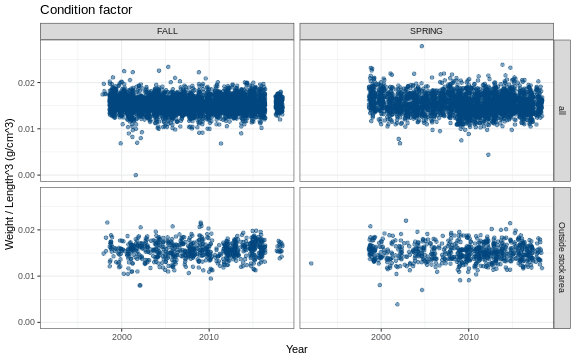 Condition factor
FALL
SPRING
0.02
0.01
0.00
all
0.02
0.01
0.00
Outside stock area
2000
2010
2000
2010
Weight / Length^3 (g/cm^3)
Year